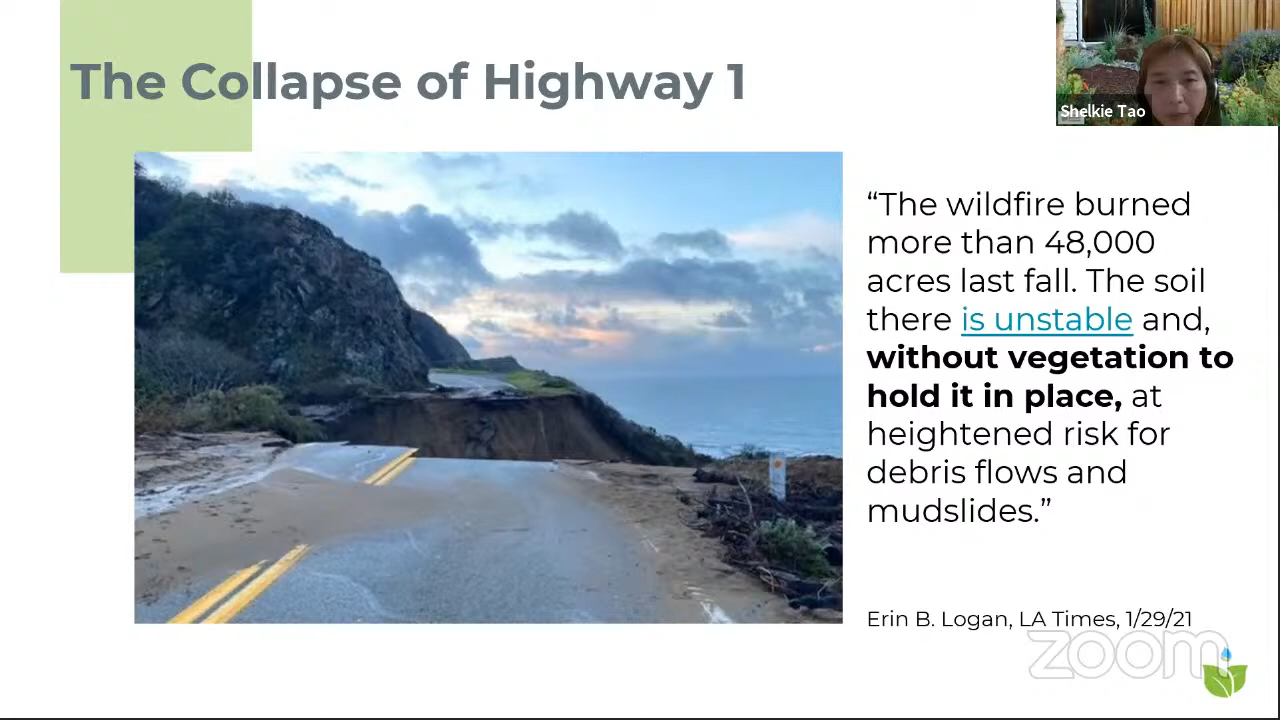 The Collapse of Highway 1
Shelkie Tao
“The wildfire burned
more than 48,000
acres last fall. The soil
there is unstable and,
without vegetation to
hold it in place, at
heightened risk for
debris flows and
mudslides.”
Erin B. Logan, LA Times, 1/29/21
zoom